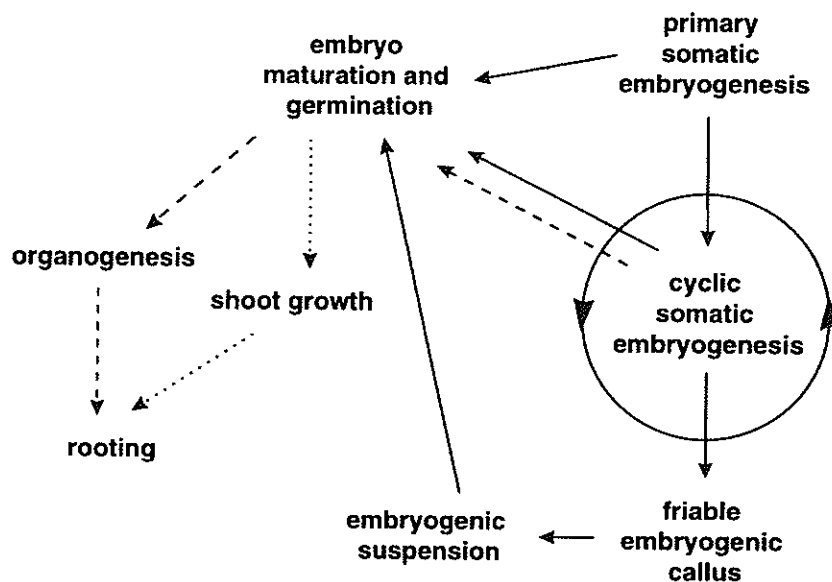 primary
somatic
embryogenesis
embryo
maturation and
germination
organogenesis
shoot growth
cyclic
somatic
embryogenesis
rooting
embryogenic
suspension
friable
embryogenic
callus